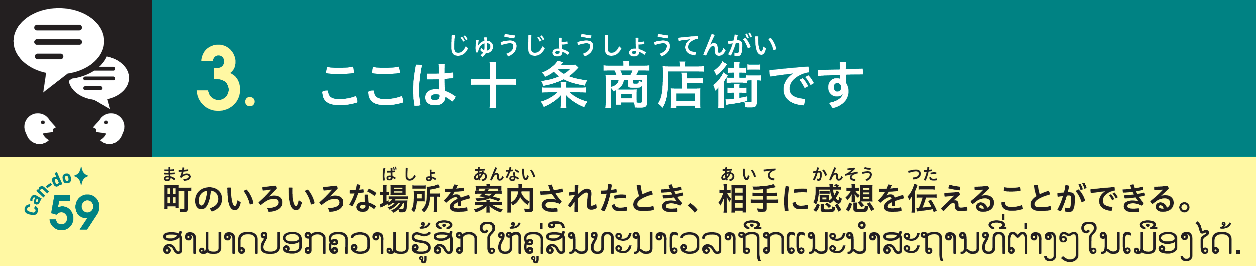 じゅうじょうしょうてんがい
3. ここは十条商店街です
Can-do
59
まち ばしょ あんない あいて かんそう つた
町のいろいろな場所を案内されたとき、相手に感想を伝えることができる。
ສາມາດບອກຄວາມຮູ້ສຶກໃຫ້ຄູ່ສົນທະນາເວລາຖືກແນະນຳສະຖານທີ່ຕ່າງໆໃນເມືອງໄດ້.